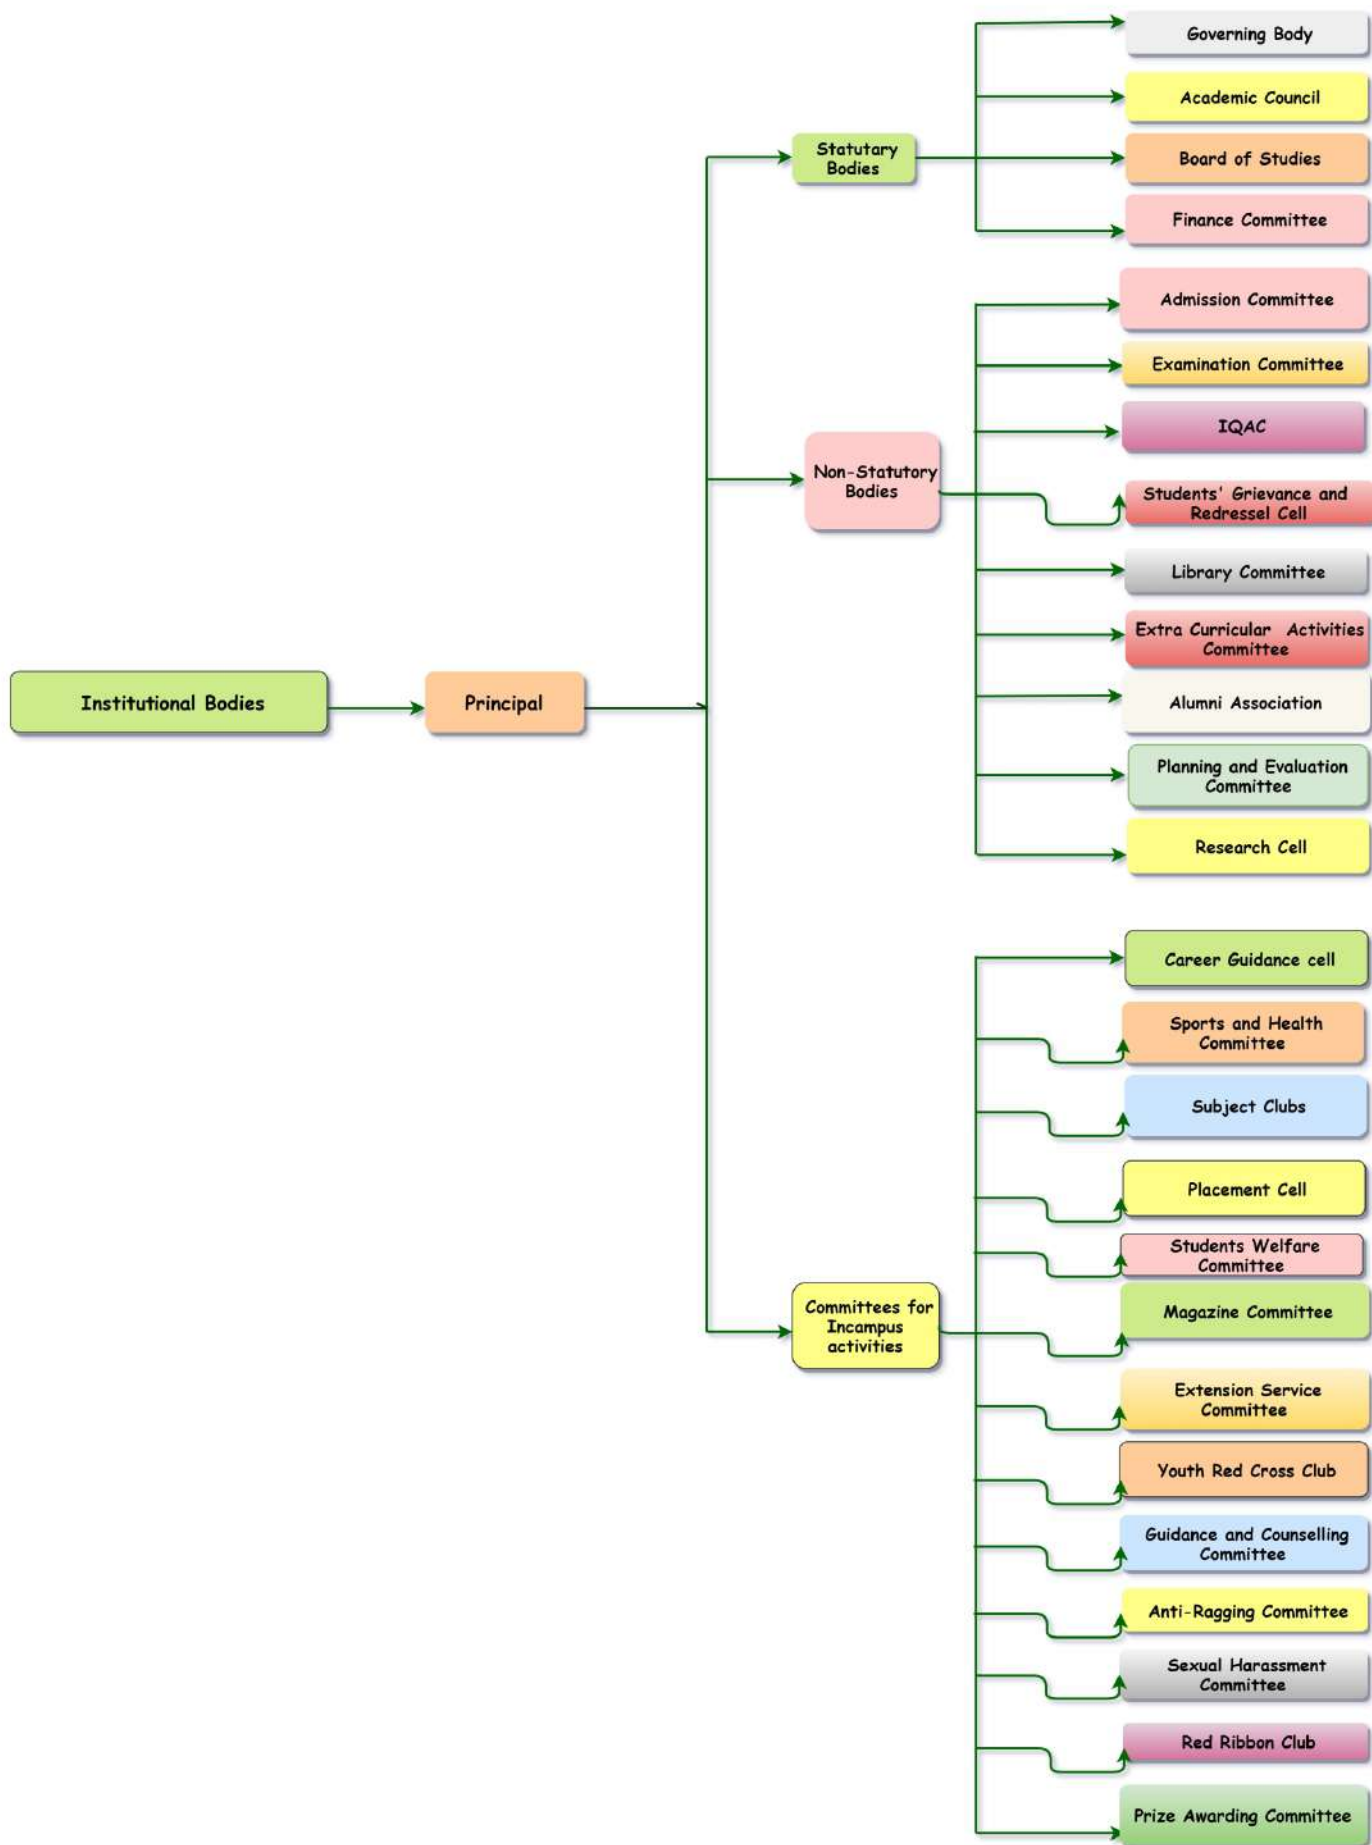 Governing Body
Academic Council
Statutary
Bodies
Board of Studies
Finance Committee
Admission Committee
Examination Committee
IQAC
Non-Statutory
Bodies
Students' Grievance and
Redressel Cell
Library Committee
Extra Curricular Activities
Committee
Institutional Bodies
Principal
Alumni Association
Planning and Evaluation
Committee
Research Cell
Career Guidance cell
Sports and Health
Committee
Subject Clubs
Placement Cell
Students Welfare
Committee
Committees for
Incampus
activities
Magazine Committee
Extension Service
Committee
Youth Red Cross Club
Guidance and Counselling
Committee
Anti-Ragging Committee
Sexual Harassment
Committee
Red Ribbon Club
Prize Awarding Committee